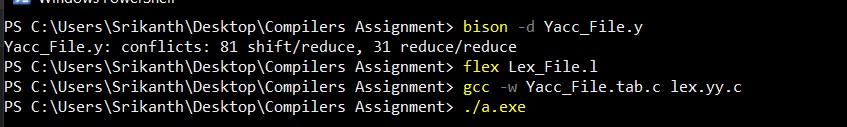 Windows PowerShell
PS C:\Users\Srikanth\Desktop\Compilers Assignment> bison -d Yacc_File.y
Yacc_File.y: conflicts: 81 shift/reduce, 31 reduce/reduce
PS C:\Users\Srikanth\Desktop\Compilers Assignment> flex Lex_File.l
PS C:\Users\Srikanth\Desktop\Compilers Assignment> gcc -w Yacc_File.tab.c lex.yy.c
PS C:\Users\Srikanth\Desktop\Compilers Assignment> ./a.exe